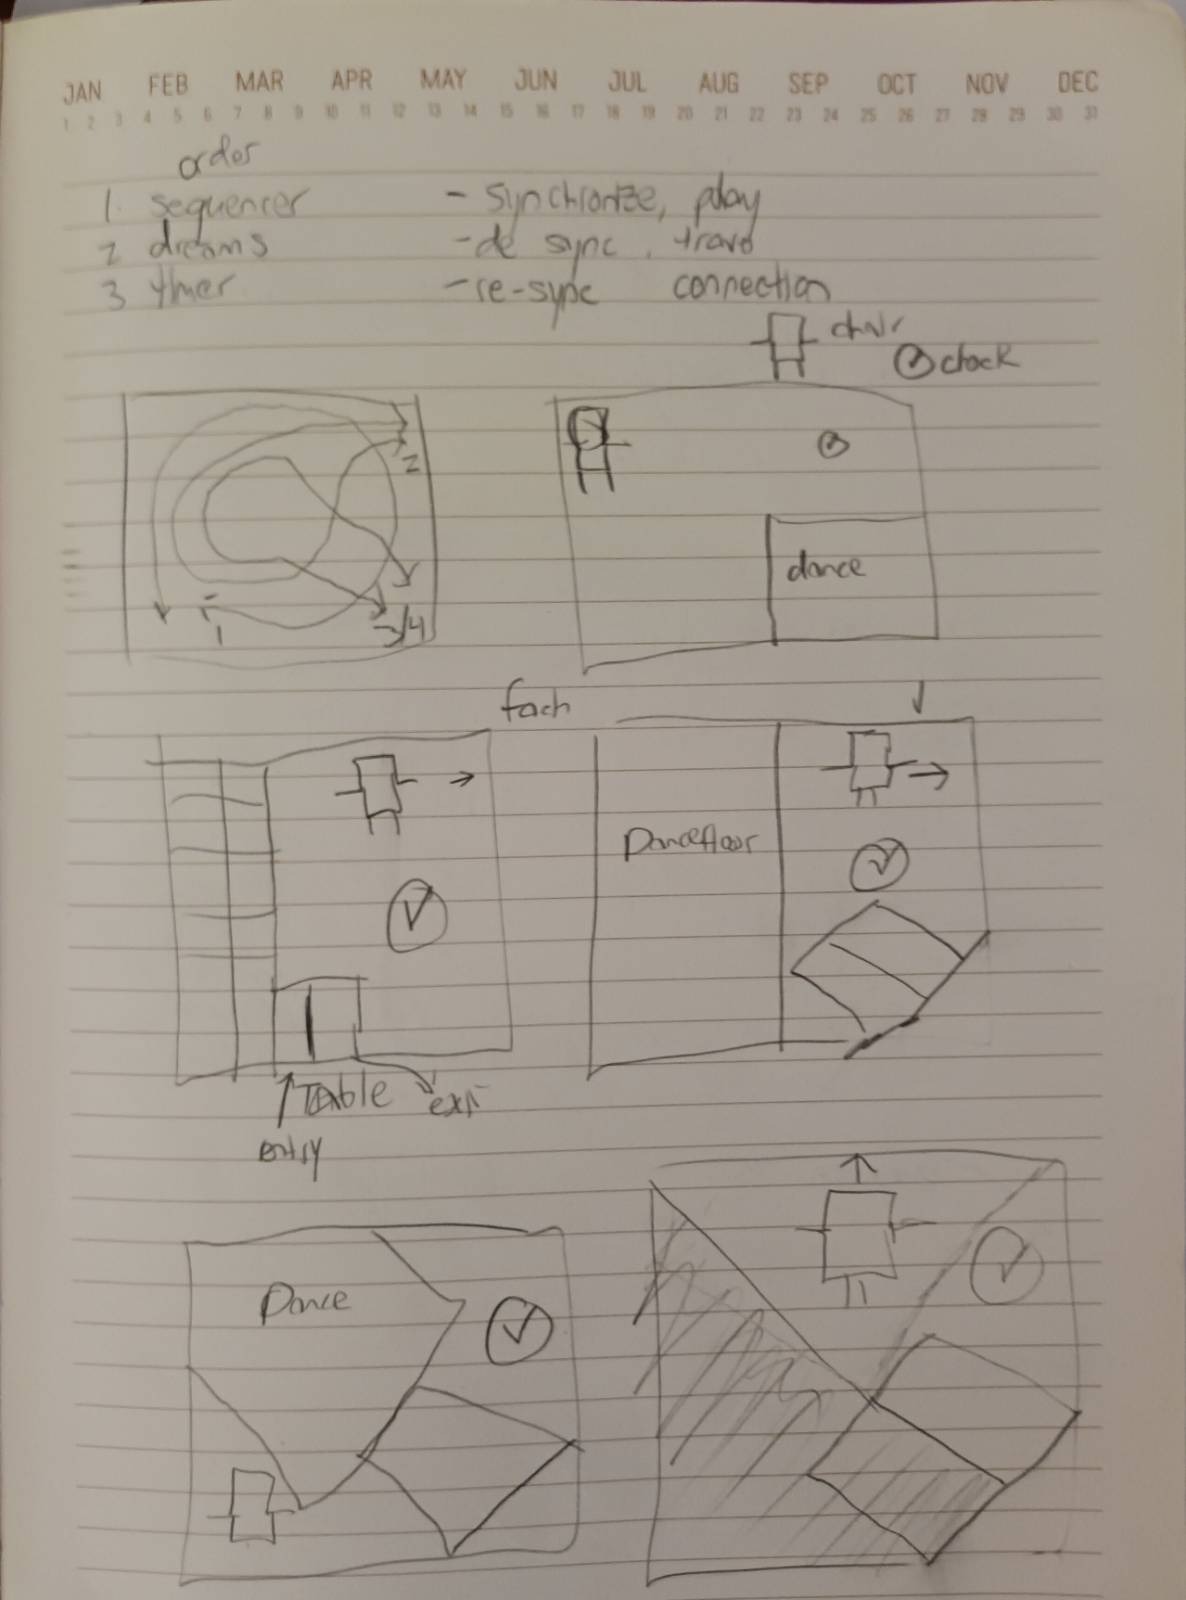 JAN FEB MAR APR MAY JUN JUL AUG SEP OCT NOV DEC
1 2 3 4 5 6 7 8 9 10 11 12 13 14 15 16 17 18 19 20 21 22 23 24 25 26 27 28 29 30 31
order
1. sequencer - synchronize, play
2 dreams - de sync, travel
3 timer - re-sync connection
chair
clock
2
1
3/4
dance
Dancefloor
Table exit
entry
Dance